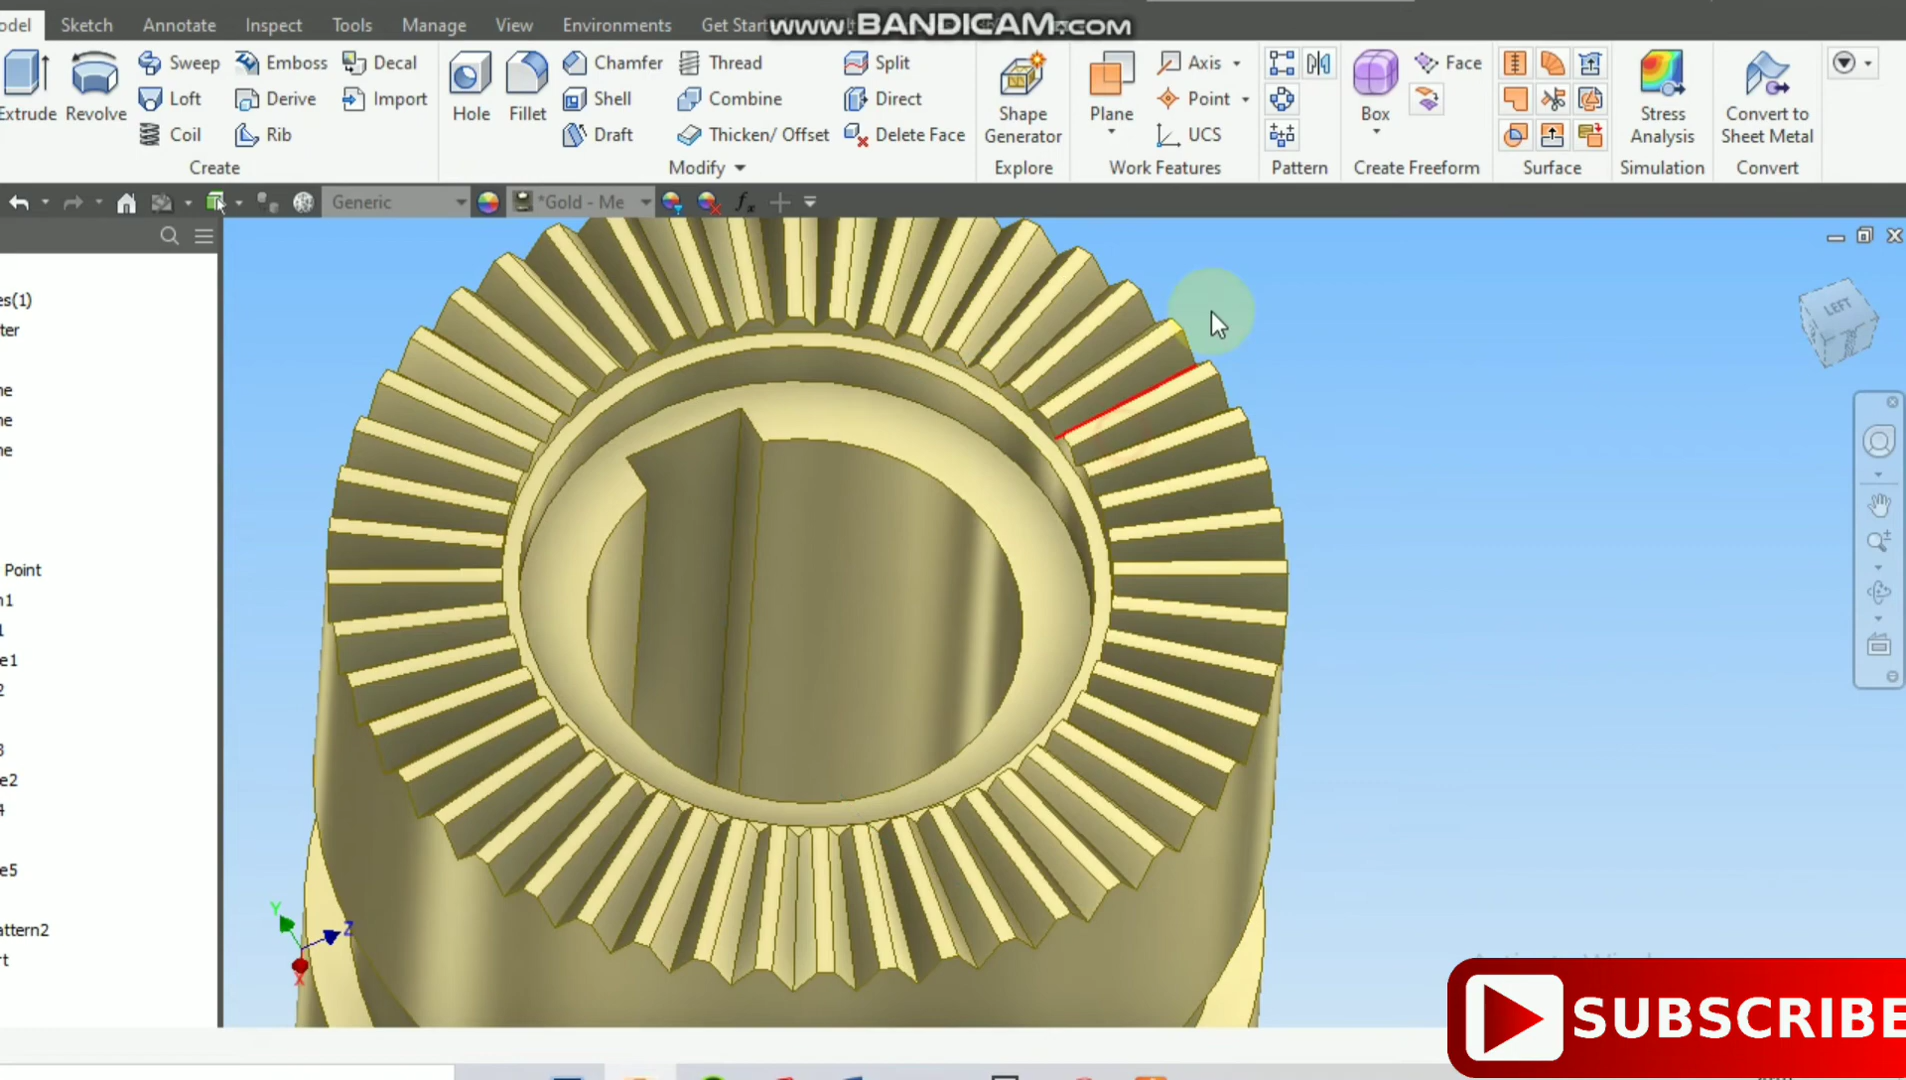 odel Sketch Annotate Inspect Tools Manage View Environments Get Star
www.BANDICAM.com
Extrude
Revolve
Sweep
Loft
Coil
Emboss
Derive
Rib
Decal
Import
Create
Hole
Fillet
Chamfer
Shell
Draft
Thread
Combine
Thicken/ Offset
Split
Direct
Delete Face
Modify
Shape
Generator
Explore
Plane
Axis
Point
UCS
Work Features
Pattern
Box
Face
Create Freeform
Surface
Stress
Analysis
Simulation
Convert to
Sheet Metal
Convert
Generic
*Gold - Me
fx
es(1)
ter
ne
ne
ne
Point
n1
1
e1
2
3
e2
4
e5
attern2
t
LEFT
Y
Z
X
SUBSCRIBE